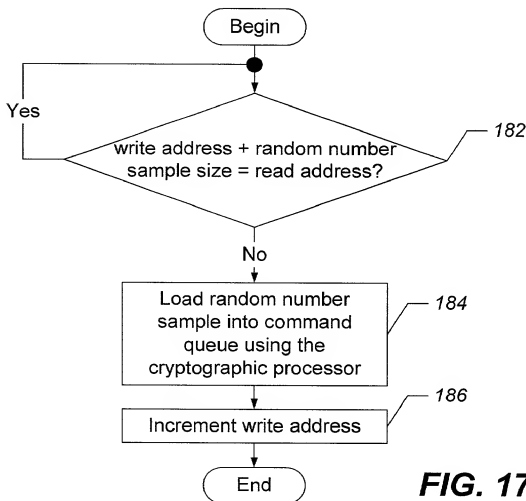 Begin
Yes
write address + random number
sample size = read address?
182
No
Load random number
sample into command
queue using the
cryptographic processor
184
186
Increment write address
End
FIG. 17